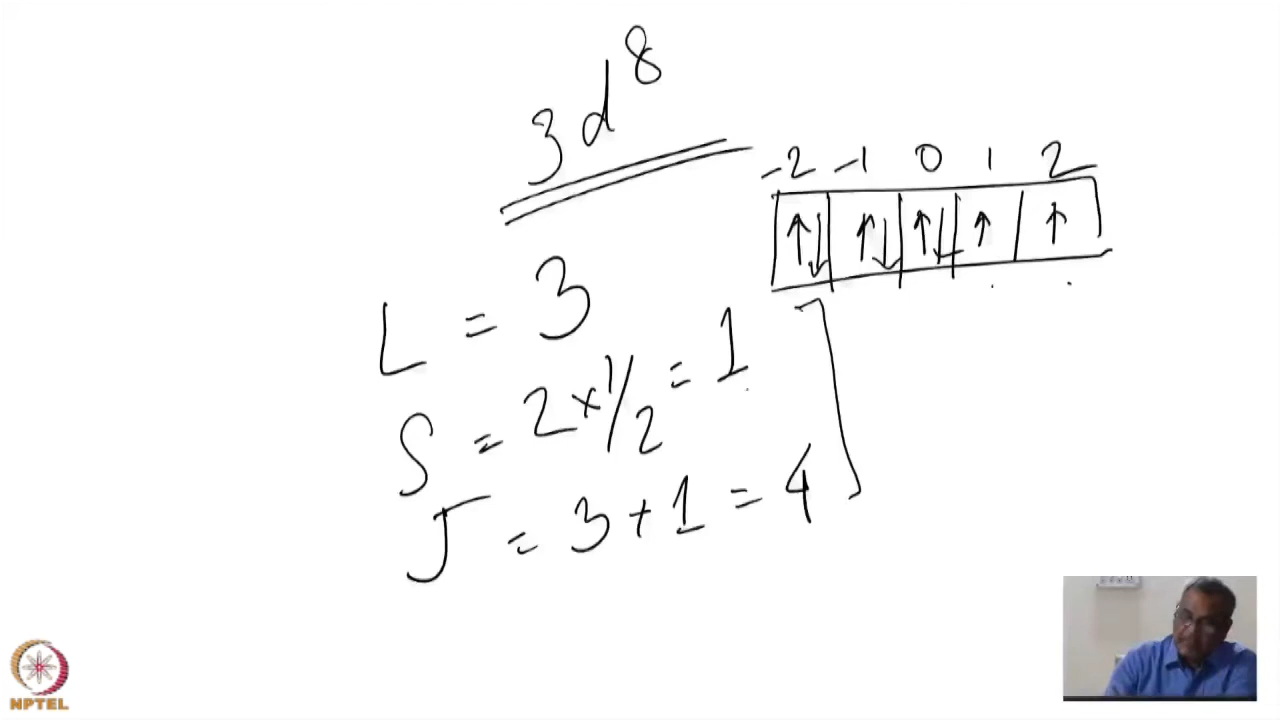 3d⁸
-2 -1 0 1 2
↑↓ ↑↓ ↑↓ ↑ ↑
L = 3
S = 2 x 1/2 = 1
J = 3 + 1 = 4
NPTEL